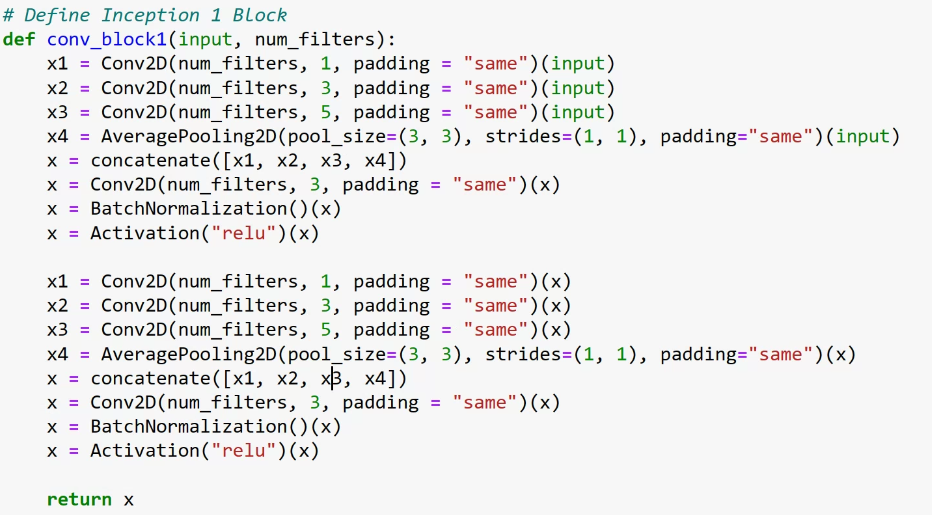 # Define Inception 1 Block
def conv_block1(input, num_filters):
    x1 = Conv2D(num_filters, 1, padding = "same")(input)
    x2 = Conv2D(num_filters, 3, padding = "same")(input)
    x3 = Conv2D(num_filters, 5, padding = "same")(input)
    x4 = AveragePooling2D(pool_size=(3, 3), strides=(1, 1), padding="same")(input)
    x = concatenate([x1, x2, x3, x4])
    x = Conv2D(num_filters, 3, padding = "same")(x)
    x = BatchNormalization()(x)
    x = Activation("relu")(x)

    x1 = Conv2D(num_filters, 1, padding = "same")(x)
    x2 = Conv2D(num_filters, 3, padding = "same")(x)
    x3 = Conv2D(num_filters, 5, padding = "same")(x)
    x4 = AveragePooling2D(pool_size=(3, 3), strides=(1, 1), padding="same")(x)
    x = concatenate([x1, x2, x3, x4])
    x = Conv2D(num_filters, 3, padding = "same")(x)
    x = BatchNormalization()(x)
    x = Activation("relu")(x)

    return x